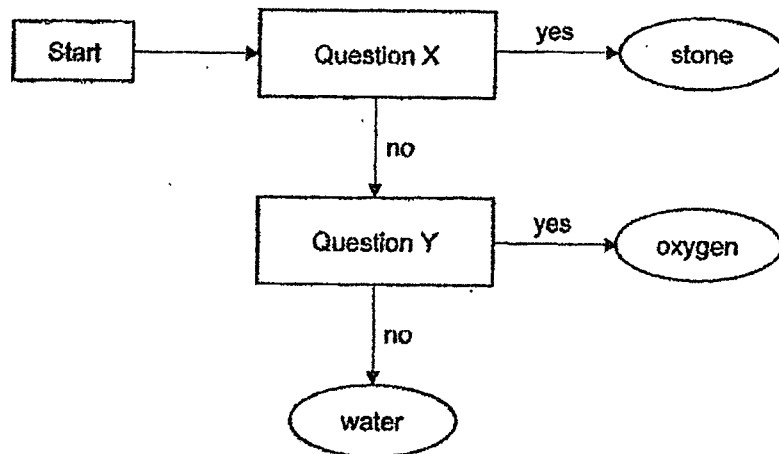 Start
Question X
yes
stone
no
Question Y
yes
oxygen
no
water